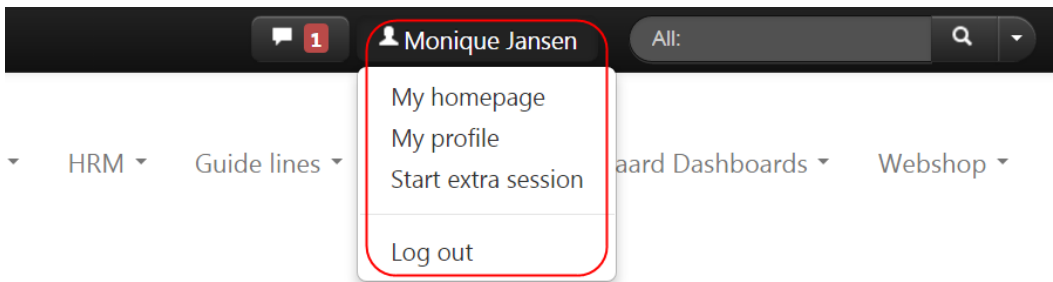 1 Monique Jansen All:
My homepage
My profile
HRM Guide lines aard Dashboards Webshop
Start extra session
Log out